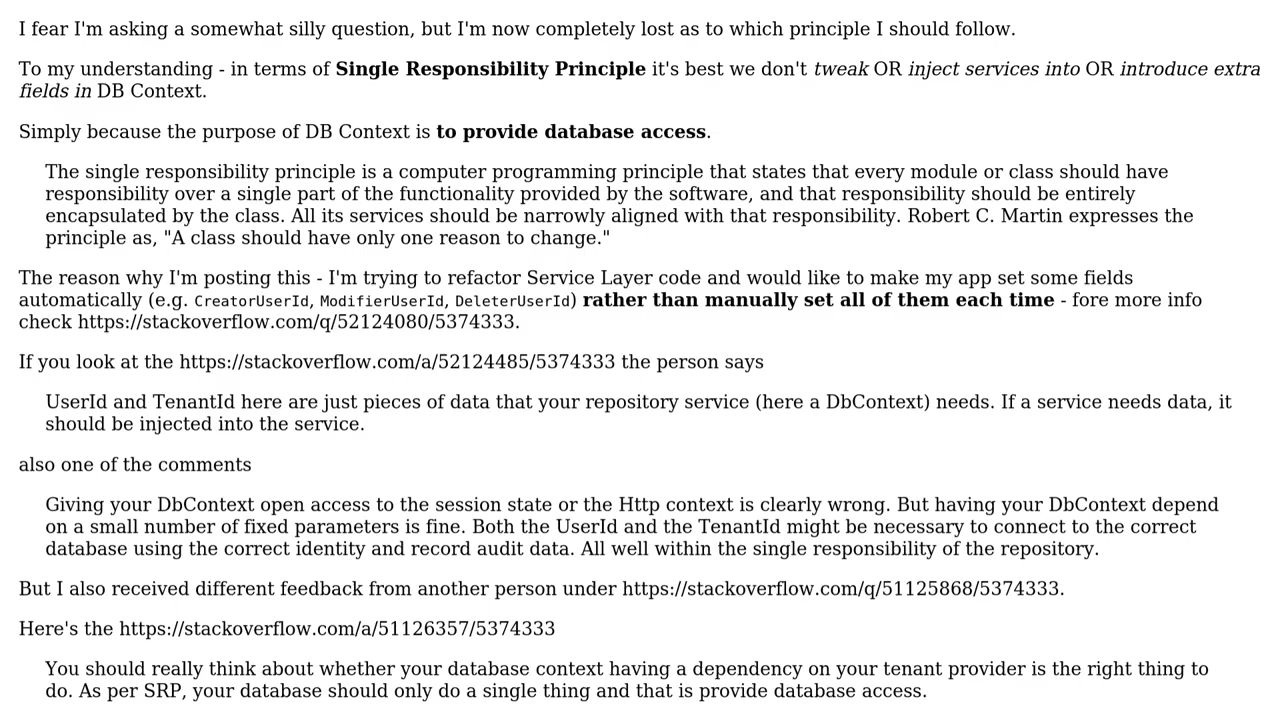 I fear I'm asking a somewhat silly question, but I'm now completely lost as to which principle I should follow.
To my understanding - in terms of Single Responsibility Principle it's best we don't tweak OR inject services into OR introduce extra
fields in DB Context.
Simply because the purpose of DB Context is to provide database access.
The single responsibility principle is a computer programming principle that states that every module or class should have
responsibility over a single part of the functionality provided by the software, and that responsibility should be entirely
encapsulated by the class. All its services should be narrowly aligned with that responsibility. Robert C. Martin expresses the
principle as, "A class should have only one reason to change."
The reason why I'm posting this - I'm trying to refactor Service Layer code and would like to make my app set some fields
automatically (e.g. CreatorUserId, ModifierUserId, DeleterUserId) rather than manually set all of them each time - fore more info
check https://stackoverflow.com/q/52124080/5374333.
If you look at the https://stackoverflow.com/a/52124485/5374333 the person says
UserId and TenantId here are just pieces of data that your repository service (here a DbContext) needs. If a service needs data, it
should be injected into the service.
also one of the comments
Giving your DbContext open access to the session state or the Http context is clearly wrong. But having your DbContext depend
on a small number of fixed parameters is fine. Both the UserId and the TenantId might be necessary to connect to the correct
database using the correct identity and record audit data. All well within the single responsibility of the repository.
But I also received different feedback from another person under https://stackoverflow.com/q/51125868/5374333.
Here's the https://stackoverflow.com/a/51126357/5374333
You should really think about whether your database context having a dependency on your tenant provider is the right thing to
do. As per SRP, your database should only do a single thing and that is provide database access.